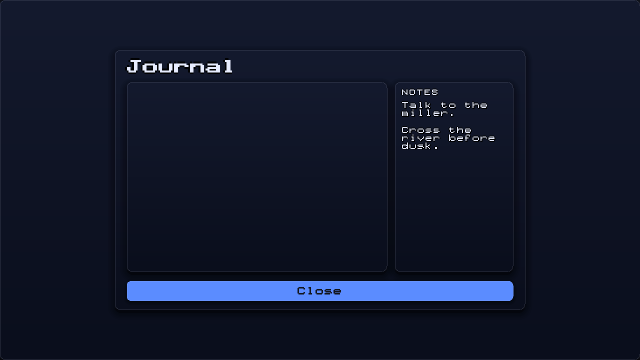 Journal
NOTES
Talk to the
miller.
Cross the
river before
dusk.
Close